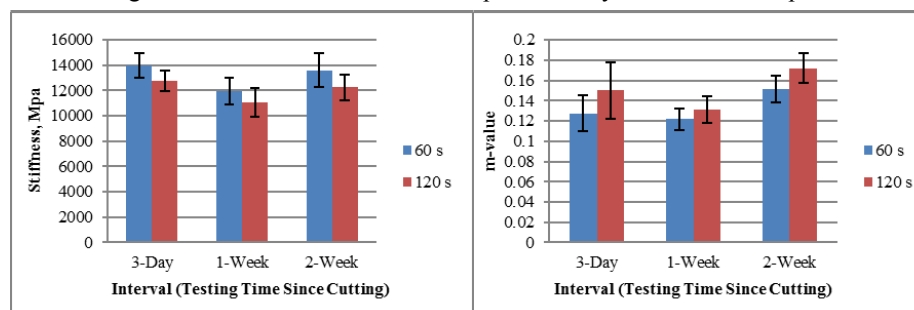 Stiffness, Mpa
16000
14000
12000
10000
8000
6000
4000
2000
0
3-Day 1-Week 2-Week
Interval (Testing Time Since Cutting)
60 s
120 s
m-value
0.2
0.18
0.16
0.14
0.12
0.1
0.08
0.06
0.04
0.02
0
3-Day 1-Week 2-Week
Interval (Testing Time Since Cutting)
60 s
120 s